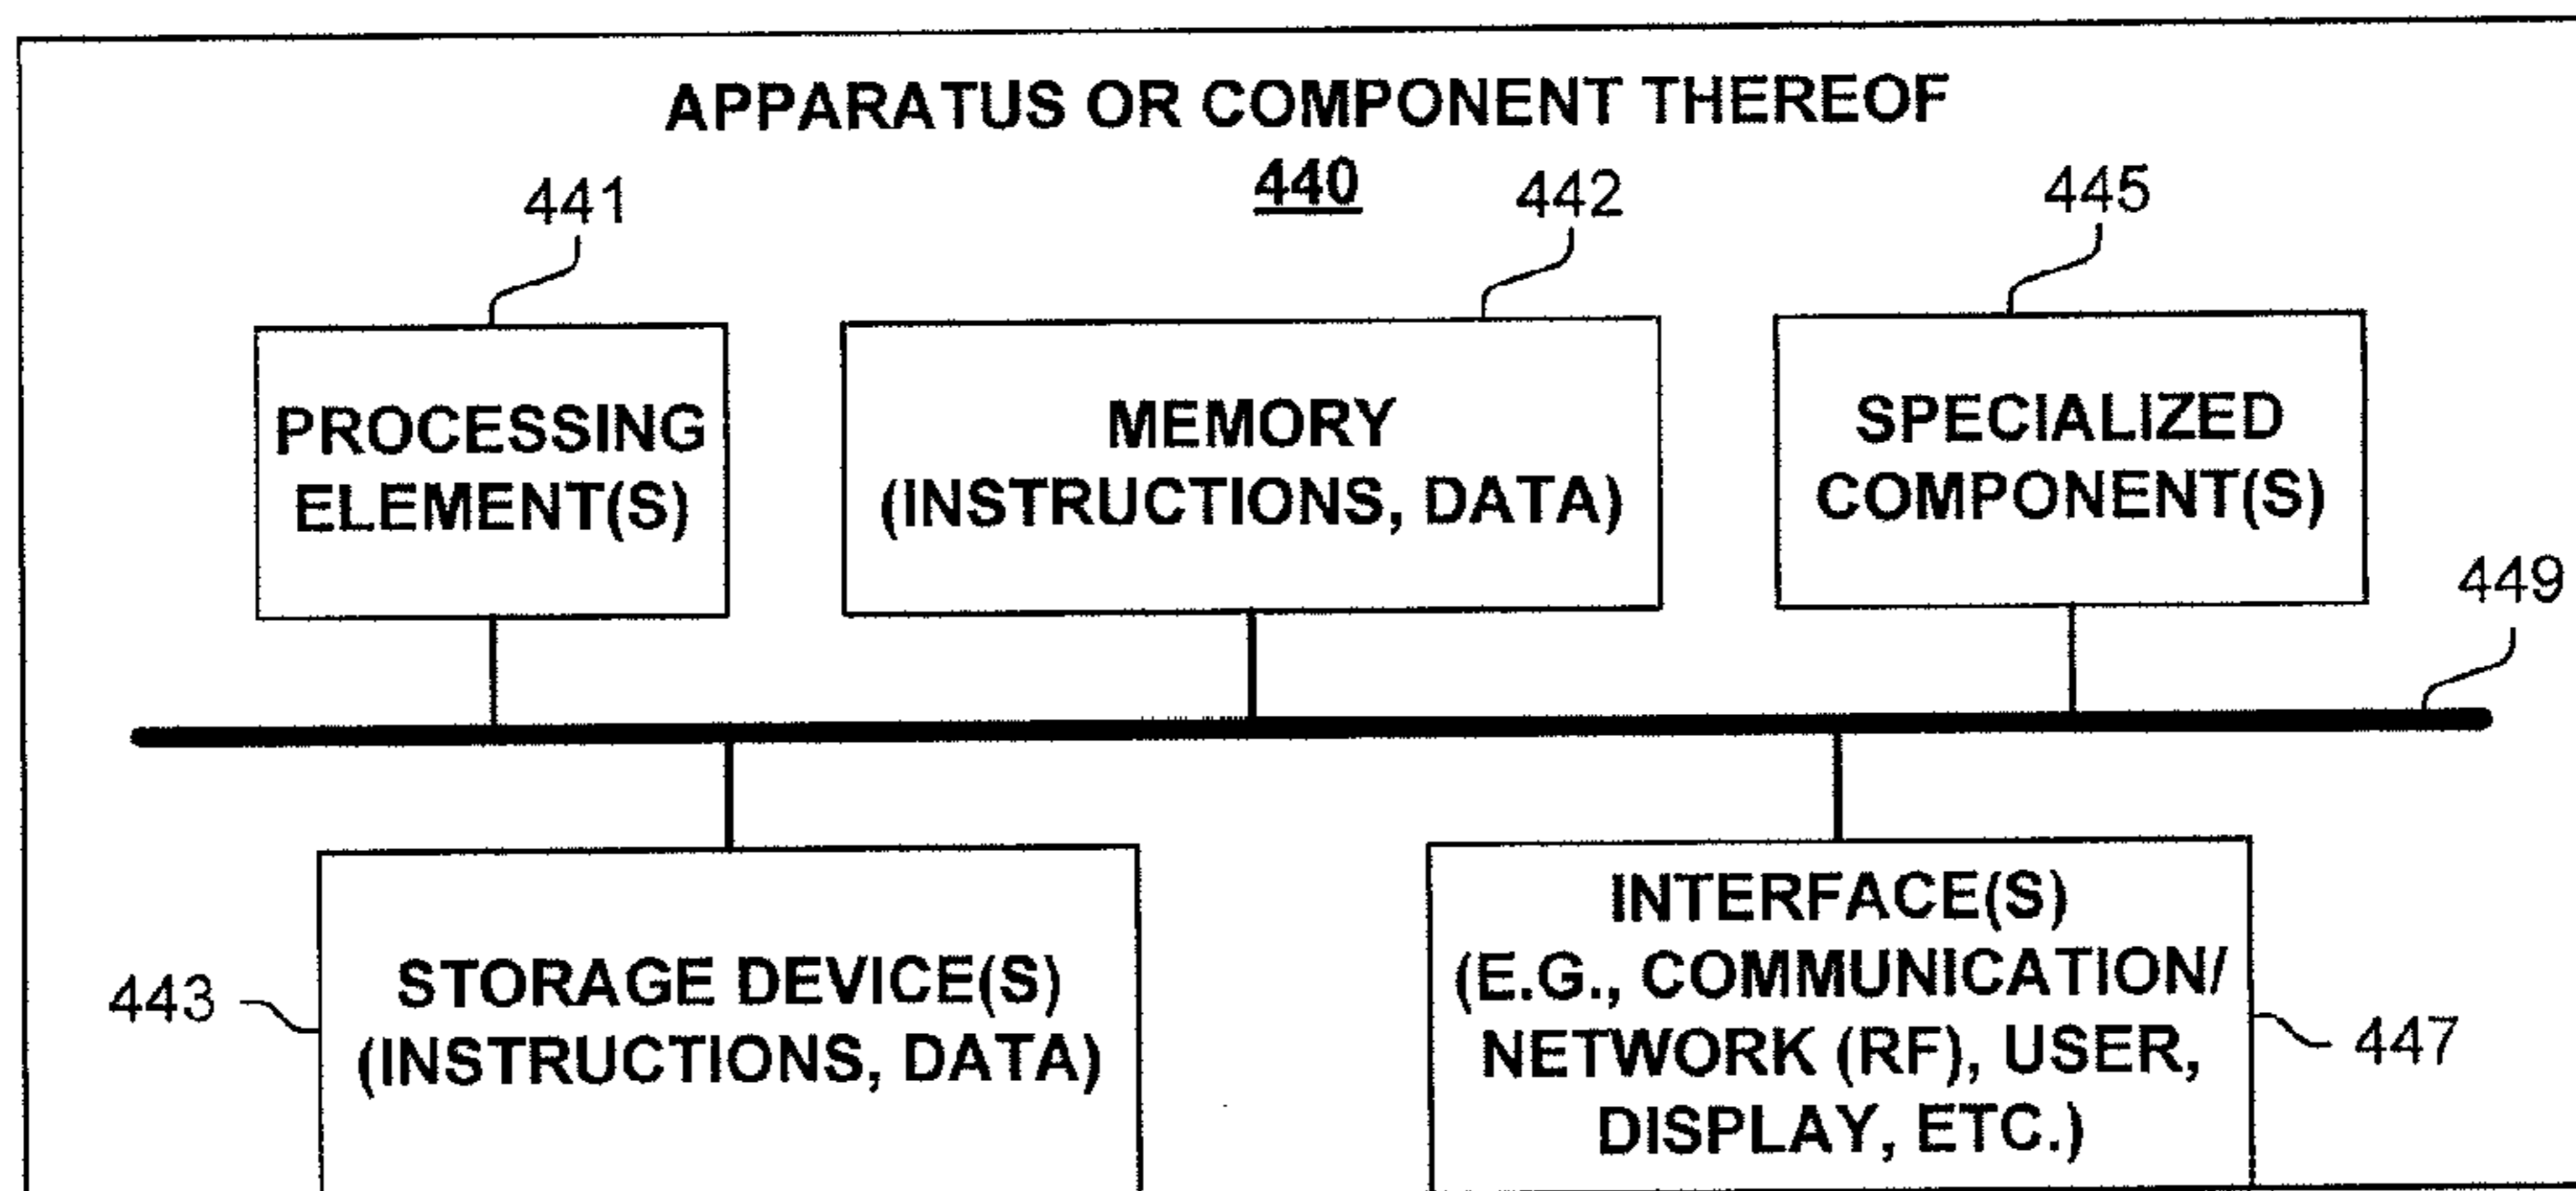 APPARATUS OR COMPONENT THEREOF
440
441
442
445
PROCESSING
ELEMENT(S)
MEMORY
(INSTRUCTIONS, DATA)
SPECIALIZED
COMPONENT(S)
449
443
STORAGE DEVICE(S)
(INSTRUCTIONS, DATA)
INTERFACE(S)
(E.G., COMMUNICATION/
NETWORK (RF), USER,
DISPLAY, ETC.)
447